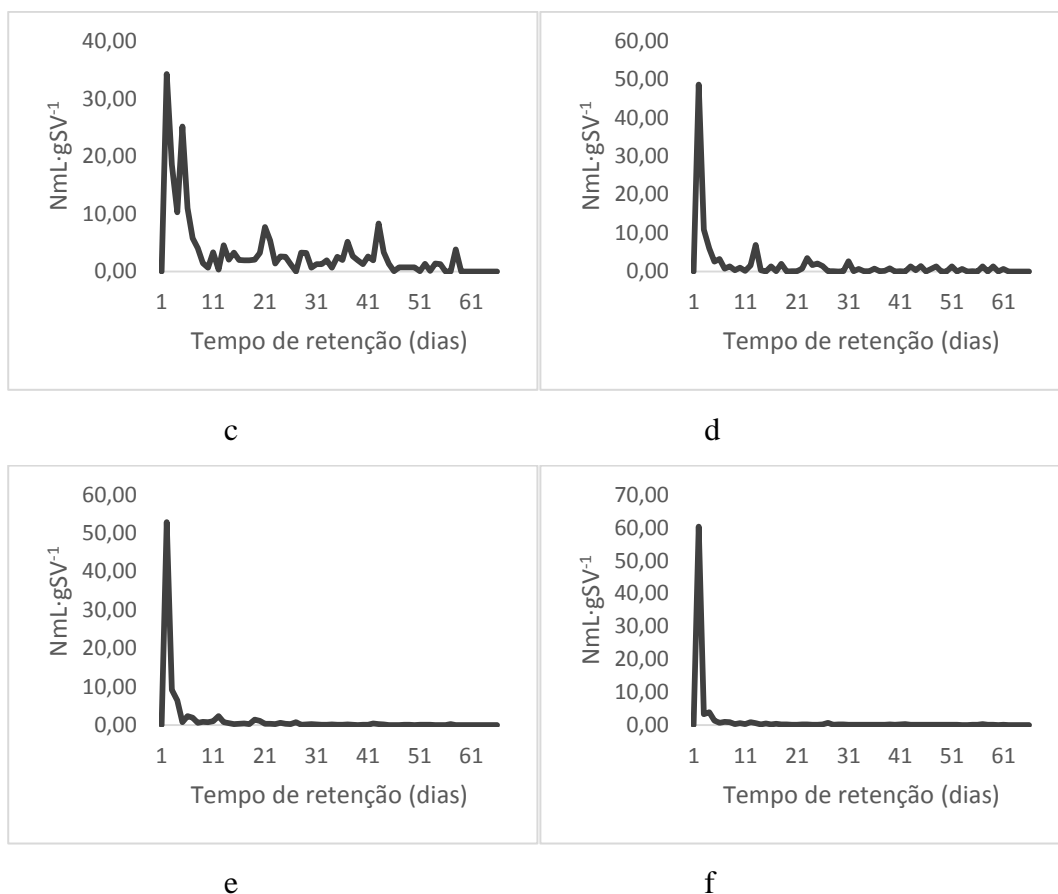 40,00
30,00
20,00
10,00
0,00
NmL·gSV⁻¹
1 11 21 31 41 51 61
Tempo de retenção (dias)
60,00
50,00
40,00
30,00
20,00
10,00
0,00
NmL·gSV⁻¹
1 11 21 31 41 51 61
Tempo de retenção (dias)
c d
60,00
50,00
40,00
30,00
20,00
10,00
0,00
NmL·gSV⁻¹
1 11 21 31 41 51 61
Tempo de retenção (dias)
70,00
60,00
50,00
40,00
30,00
20,00
10,00
0,00
NmL·gSV⁻¹
1 11 21 31 41 51 61
Tempo de retenção (dias)
e f